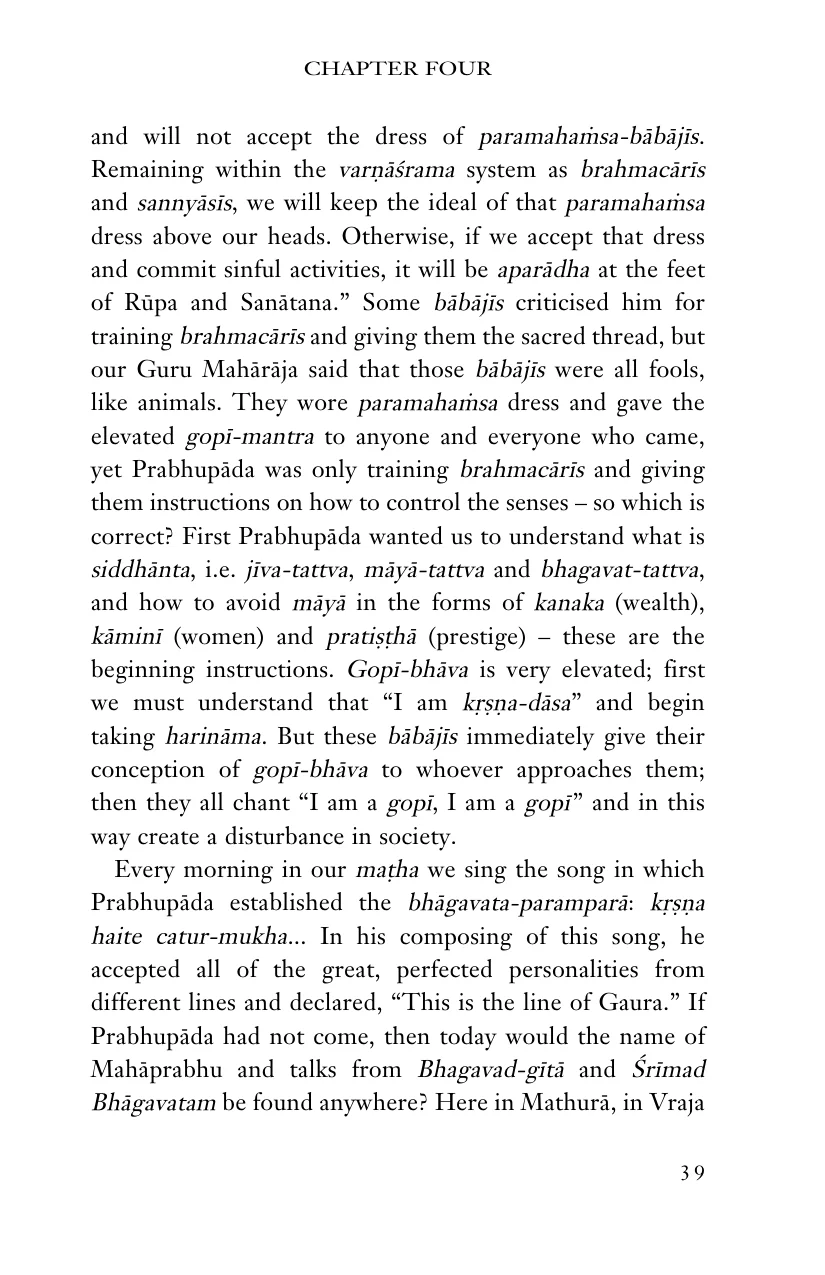 CHAPTER FOUR
and will not accept the dress of paramahaṁsa-bābājīs.
Remaining within the varṇāśrama system as brahmacārīs
and sannyāsīs, we will keep the ideal of that paramahaṁsa
dress above our heads. Otherwise, if we accept that dress
and commit sinful activities, it will be aparādha at the feet
of Rūpa and Sanātana.” Some bābājīs criticised him for
training brahmacārīs and giving them the sacred thread, but
our Guru Mahārāja said that those bābājīs were all fools,
like animals. They wore paramahaṁsa dress and gave the
elevated gopī-mantra to anyone and everyone who came,
yet Prabhupāda was only training brahmacārīs and giving
them instructions on how to control the senses – so which is
correct? First Prabhupāda wanted us to understand what is
siddhānta, i.e. jīva-tattva, māyā-tattva and bhagavat-tattva,
and how to avoid māyā in the forms of kanaka (wealth),
kāminī (women) and pratiṣṭhā (prestige) – these are the
beginning instructions. Gopī-bhāva is very elevated; first
we must understand that “I am kṛṣṇa-dāsa” and begin
taking harināma. But these bābājīs immediately give their
conception of gopī-bhāva to whoever approaches them;
then they all chant “I am a gopī, I am a gopī” and in this
way create a disturbance in society.
Every morning in our maṭha we sing the song in which
Prabhupāda established the bhāgavata-paramparā: kṛṣṇa
haite catur-mukha... In his composing of this song, he
accepted all of the great, perfected personalities from
different lines and declared, “This is the line of Gaura.” If
Prabhupāda had not come, then today would the name of
Mahāprabhu and talks from Bhagavad-gītā and Śrīmad
Bhāgavatam be found anywhere? Here in Mathurā, in Vraja
39